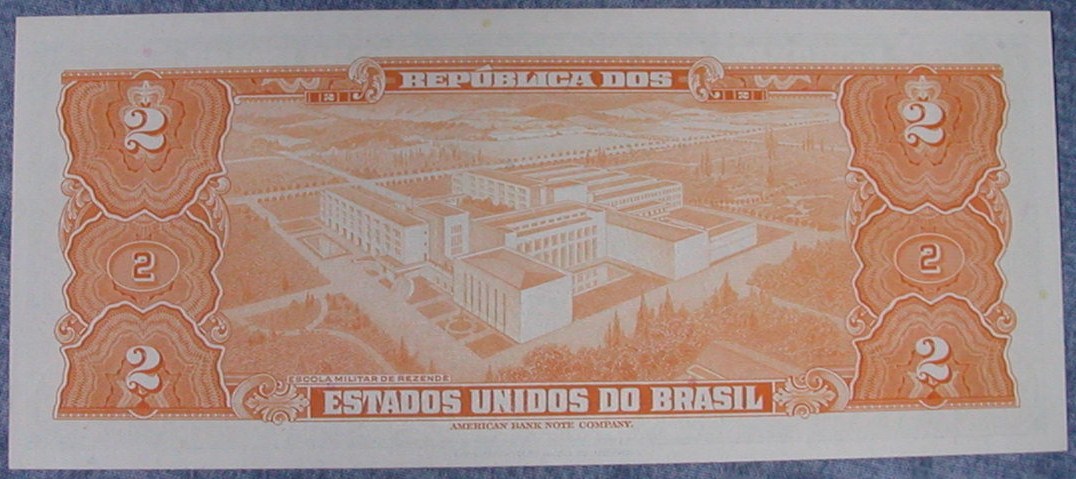 REPÚBLICA DOS
2 2
2 2
2 2
2 2
ESCOLA MILITAR DE REZENDE
ESTADOS UNIDOS DO BRASIL
AMERICAN BANK NOTE COMPANY.